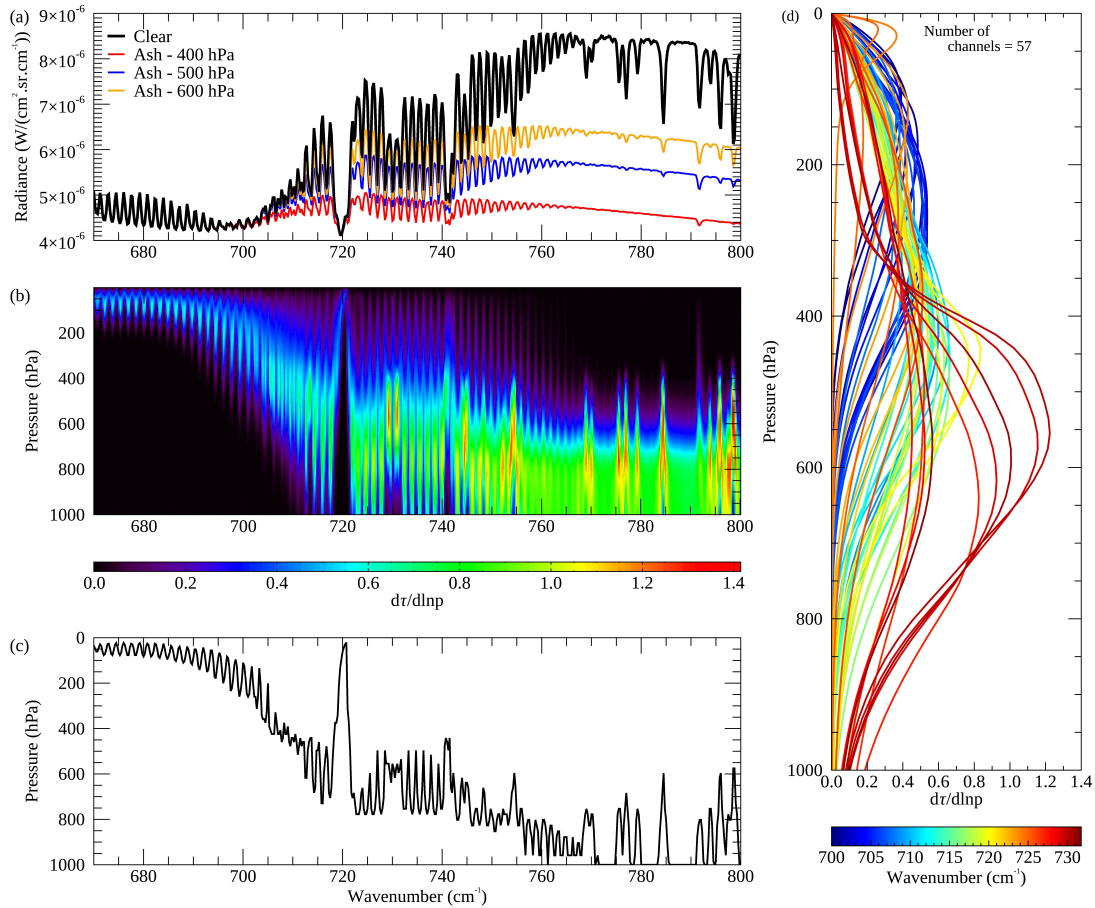 (a)
Radiance (W/(cm².sr.cm⁻¹))
9×10⁻⁶
8×10⁻⁶
7×10⁻⁶
6×10⁻⁶
5×10⁻⁶
4×10⁻⁶
Clear
Ash - 400 hPa
Ash - 500 hPa
Ash - 600 hPa
680 700 720 740 760 780 800
(b)
Pressure (hPa)
200
400
600
800
1000
680 700 720 740 760 780 800
0.0 0.2 0.4 0.6 0.8 1.0 1.2 1.4
dτ/dlnp
(c)
Pressure (hPa)
0
200
400
600
800
1000
680 700 720 740 760 780 800
Wavenumber (cm⁻¹)
(d)
Number of
channels = 57
Pressure (hPa)
0
200
400
600
800
1000
0.0 0.2 0.4 0.6 0.8 1.0 1.2 1.4
dτ/dlnp
700 705 710 715 720 725 730
Wavenumber (cm⁻¹)